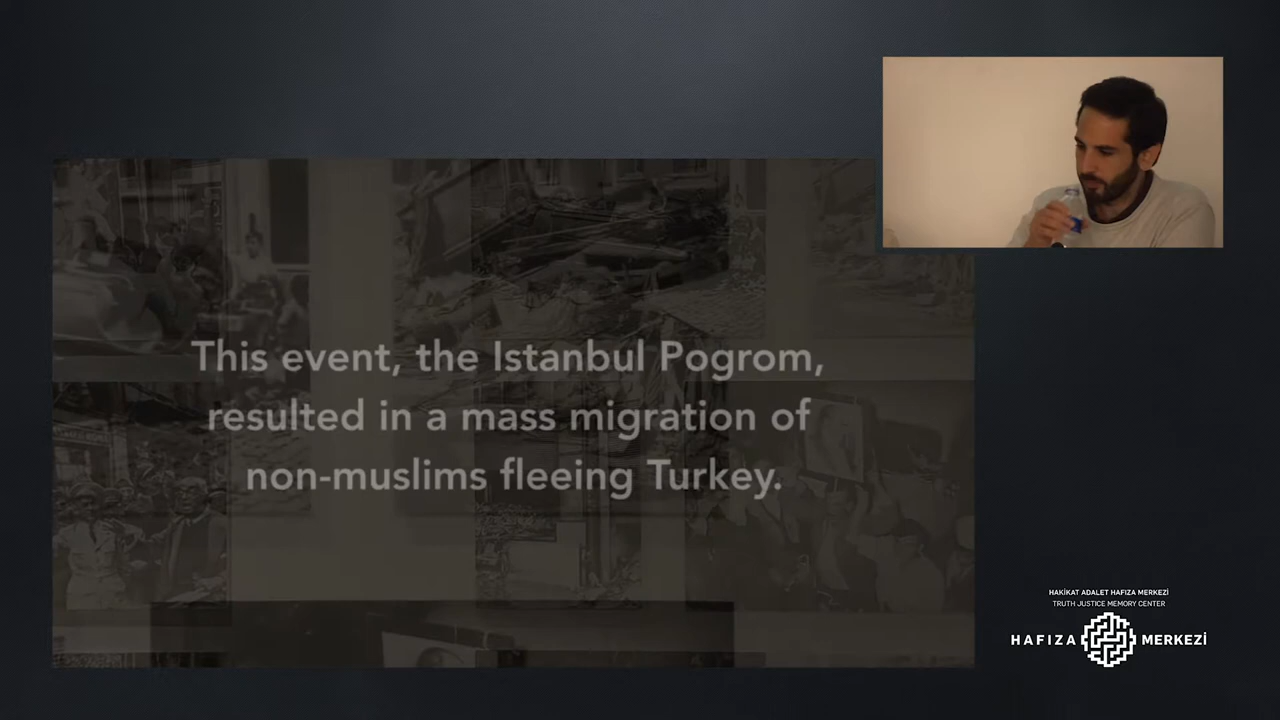 This event, the Istanbul Pogrom,
resulted in a mass migration of
non-muslims fleeing Turkey.
HAKİKAT ADALET HAFIZA MERKEZİ
TRUTH JUSTICE MEMORY CENTER
HAFIZA MERKEZİ